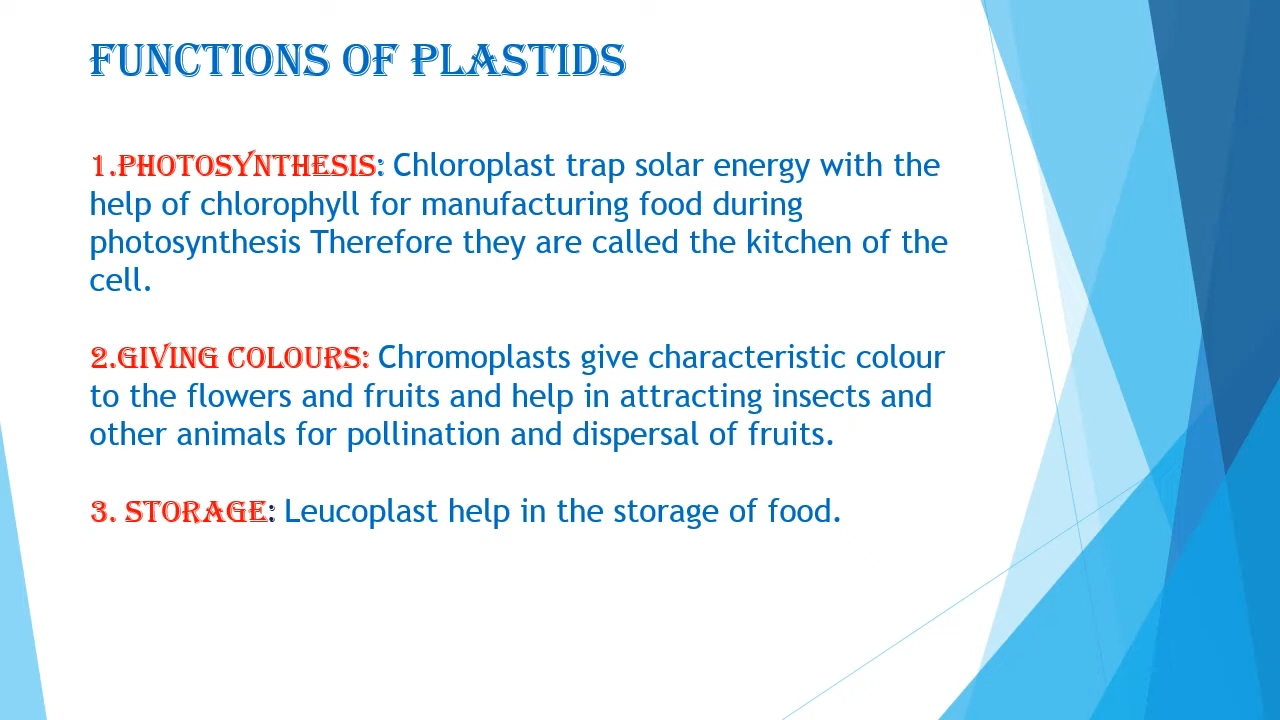 FUNCTIONS OF PLASTIDS
1.PHOTOSYNTHESIS: Chloroplast trap solar energy with the
help of chlorophyll for manufacturing food during
photosynthesis Therefore they are called the kitchen of the
cell.
2.GIVING COLOURS: Chromoplasts give characteristic colour
to the flowers and fruits and help in attracting insects and
other animals for pollination and dispersal of fruits.
3. STORAGE: Leucoplast help in the storage of food.